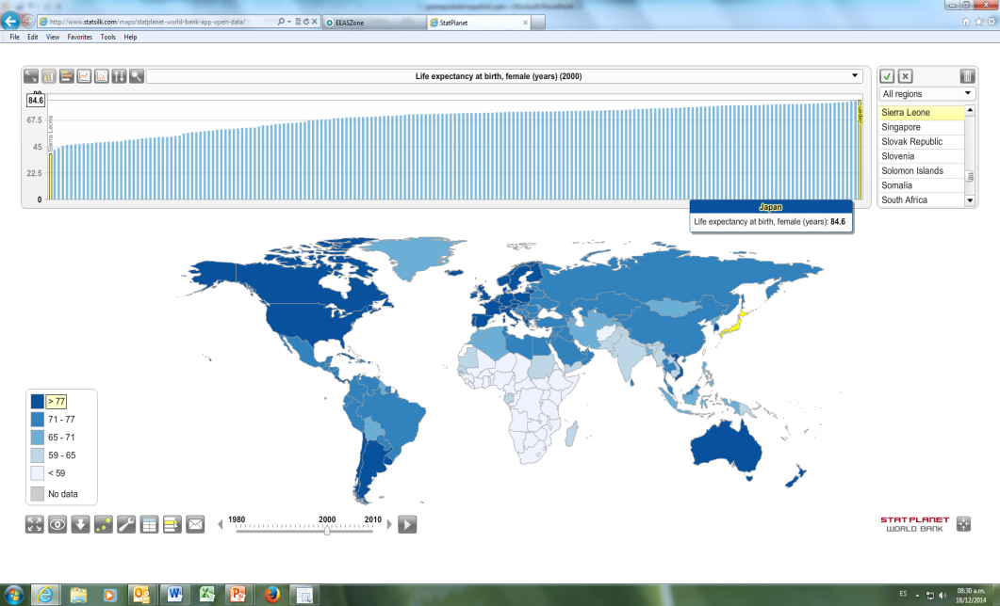 http://www.statsilk.com/maps/statplanet-world-bank-app-open-data/
EEASZone
StatPlanet
File Edit View Favorites Tools Help
Life expectancy at birth, female (years) (2000)
90
84.6
67.5
45
22.5
0
Sierra Leone
Japan
All regions
Sierra Leone
Singapore
Slovak Republic
Slovenia
Solomon Islands
Somalia
South Africa
Japan
Life expectancy at birth, female (years): 84.6
> 77
71 - 77
65 - 71
59 - 65
< 59
No data
1980 2000 2010
STATPLANET
WORLD BANK
ES
08:30 a.m.
18/12/2014